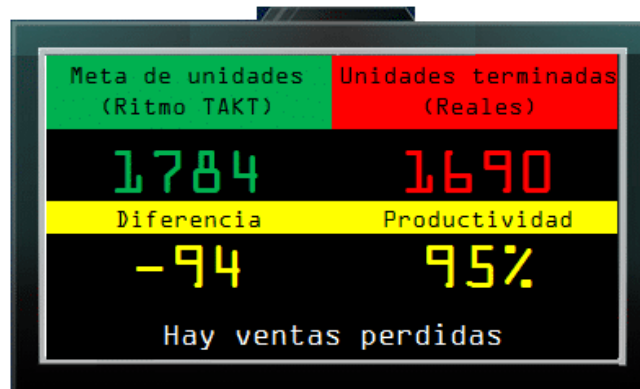 Meta de unidades
(Ritmo TAKT)
Unidades terminadas
(Reales)
1784
1690
Diferencia
Productividad
-94
95%
Hay ventas perdidas